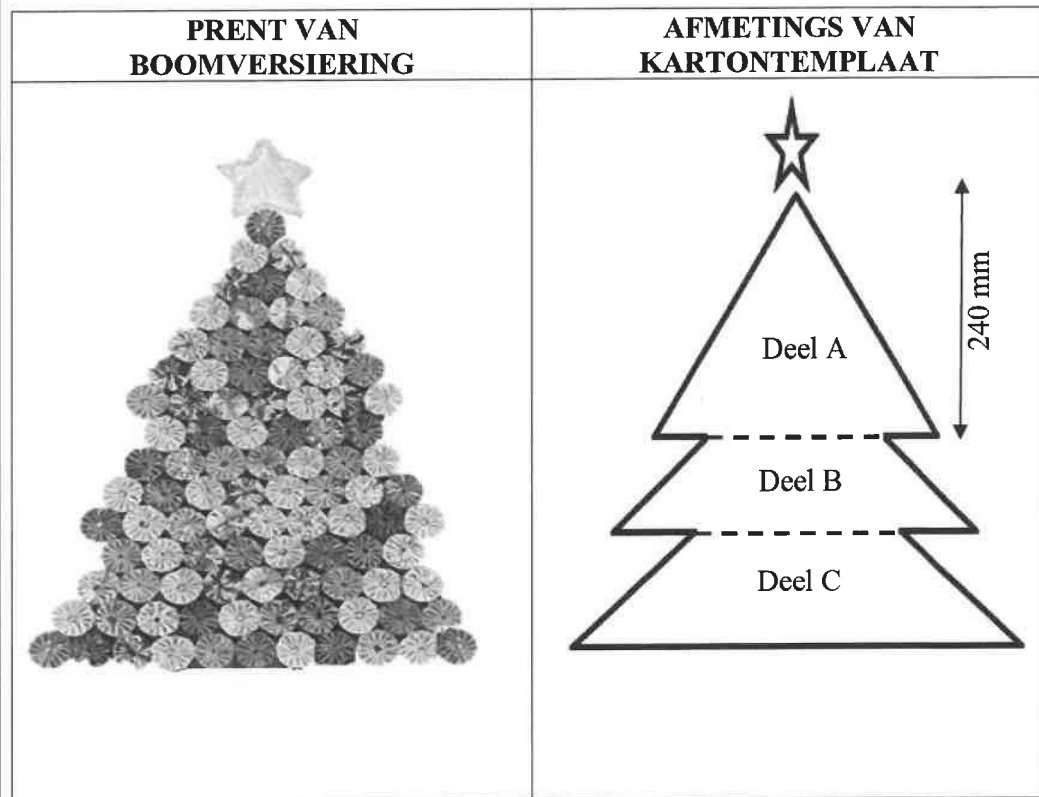 PRENT VAN
BOOMVERSIERING
AFMETINGS VAN
KARTONTEMPLAAT
240 mm
Deel A
Deel B
Deel C